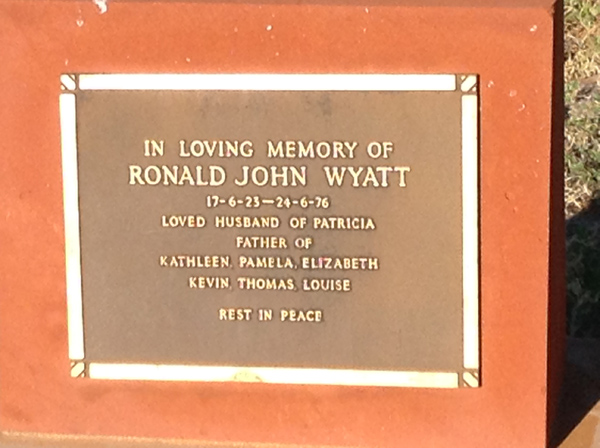 IN LOVING MEMORY OF
RONALD JOHN WYATT
17-6-23—24-6-76
LOVED HUSBAND OF PATRICIA
FATHER OF
KATHLEEN, PAMELA, ELIZABETH
KEVIN, THOMAS, LOUISE
REST IN PEACE